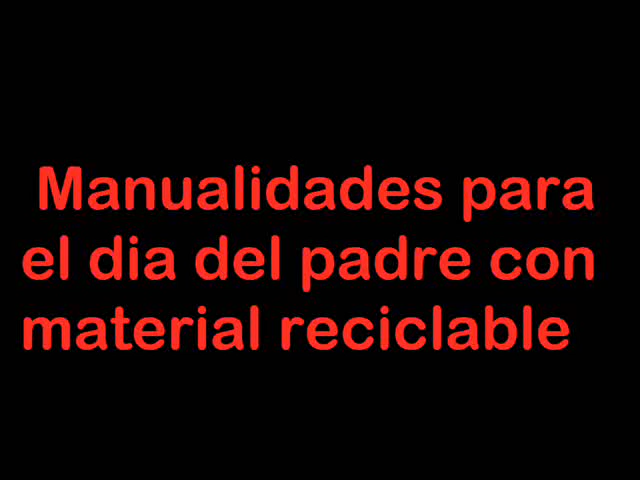 Manualidades para
el dia del padre con
material reciclable